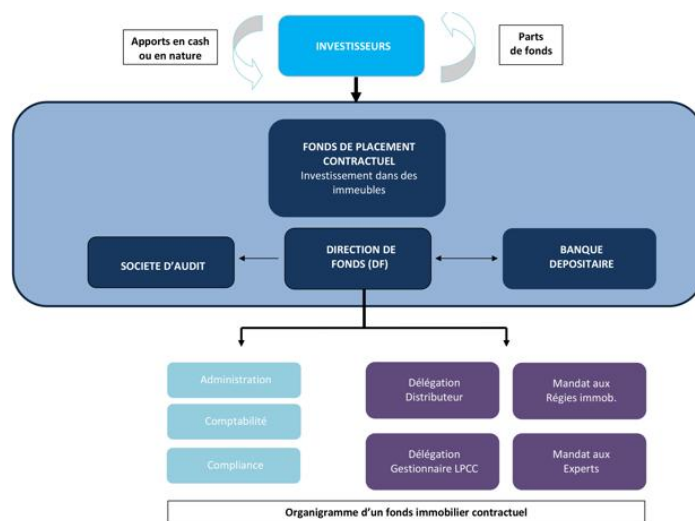 Apports en cash
ou en nature
INVESTISSEURS
Parts
de fonds
FONDS DE PLACEMENT
CONTRACTUEL
Investissement dans des
immeubles
SOCIETE D'AUDIT
DIRECTION DE
FONDS (DF)
BANQUE
DEPOSITAIRE
Administration
Comptabilité
Compliance
Délégation
Distributeur
Mandat aux
Régies immob.
Délégation
Gestionnaire LPCC
Mandat aux
Experts
Organigramme d'un fonds immobilier contractuel